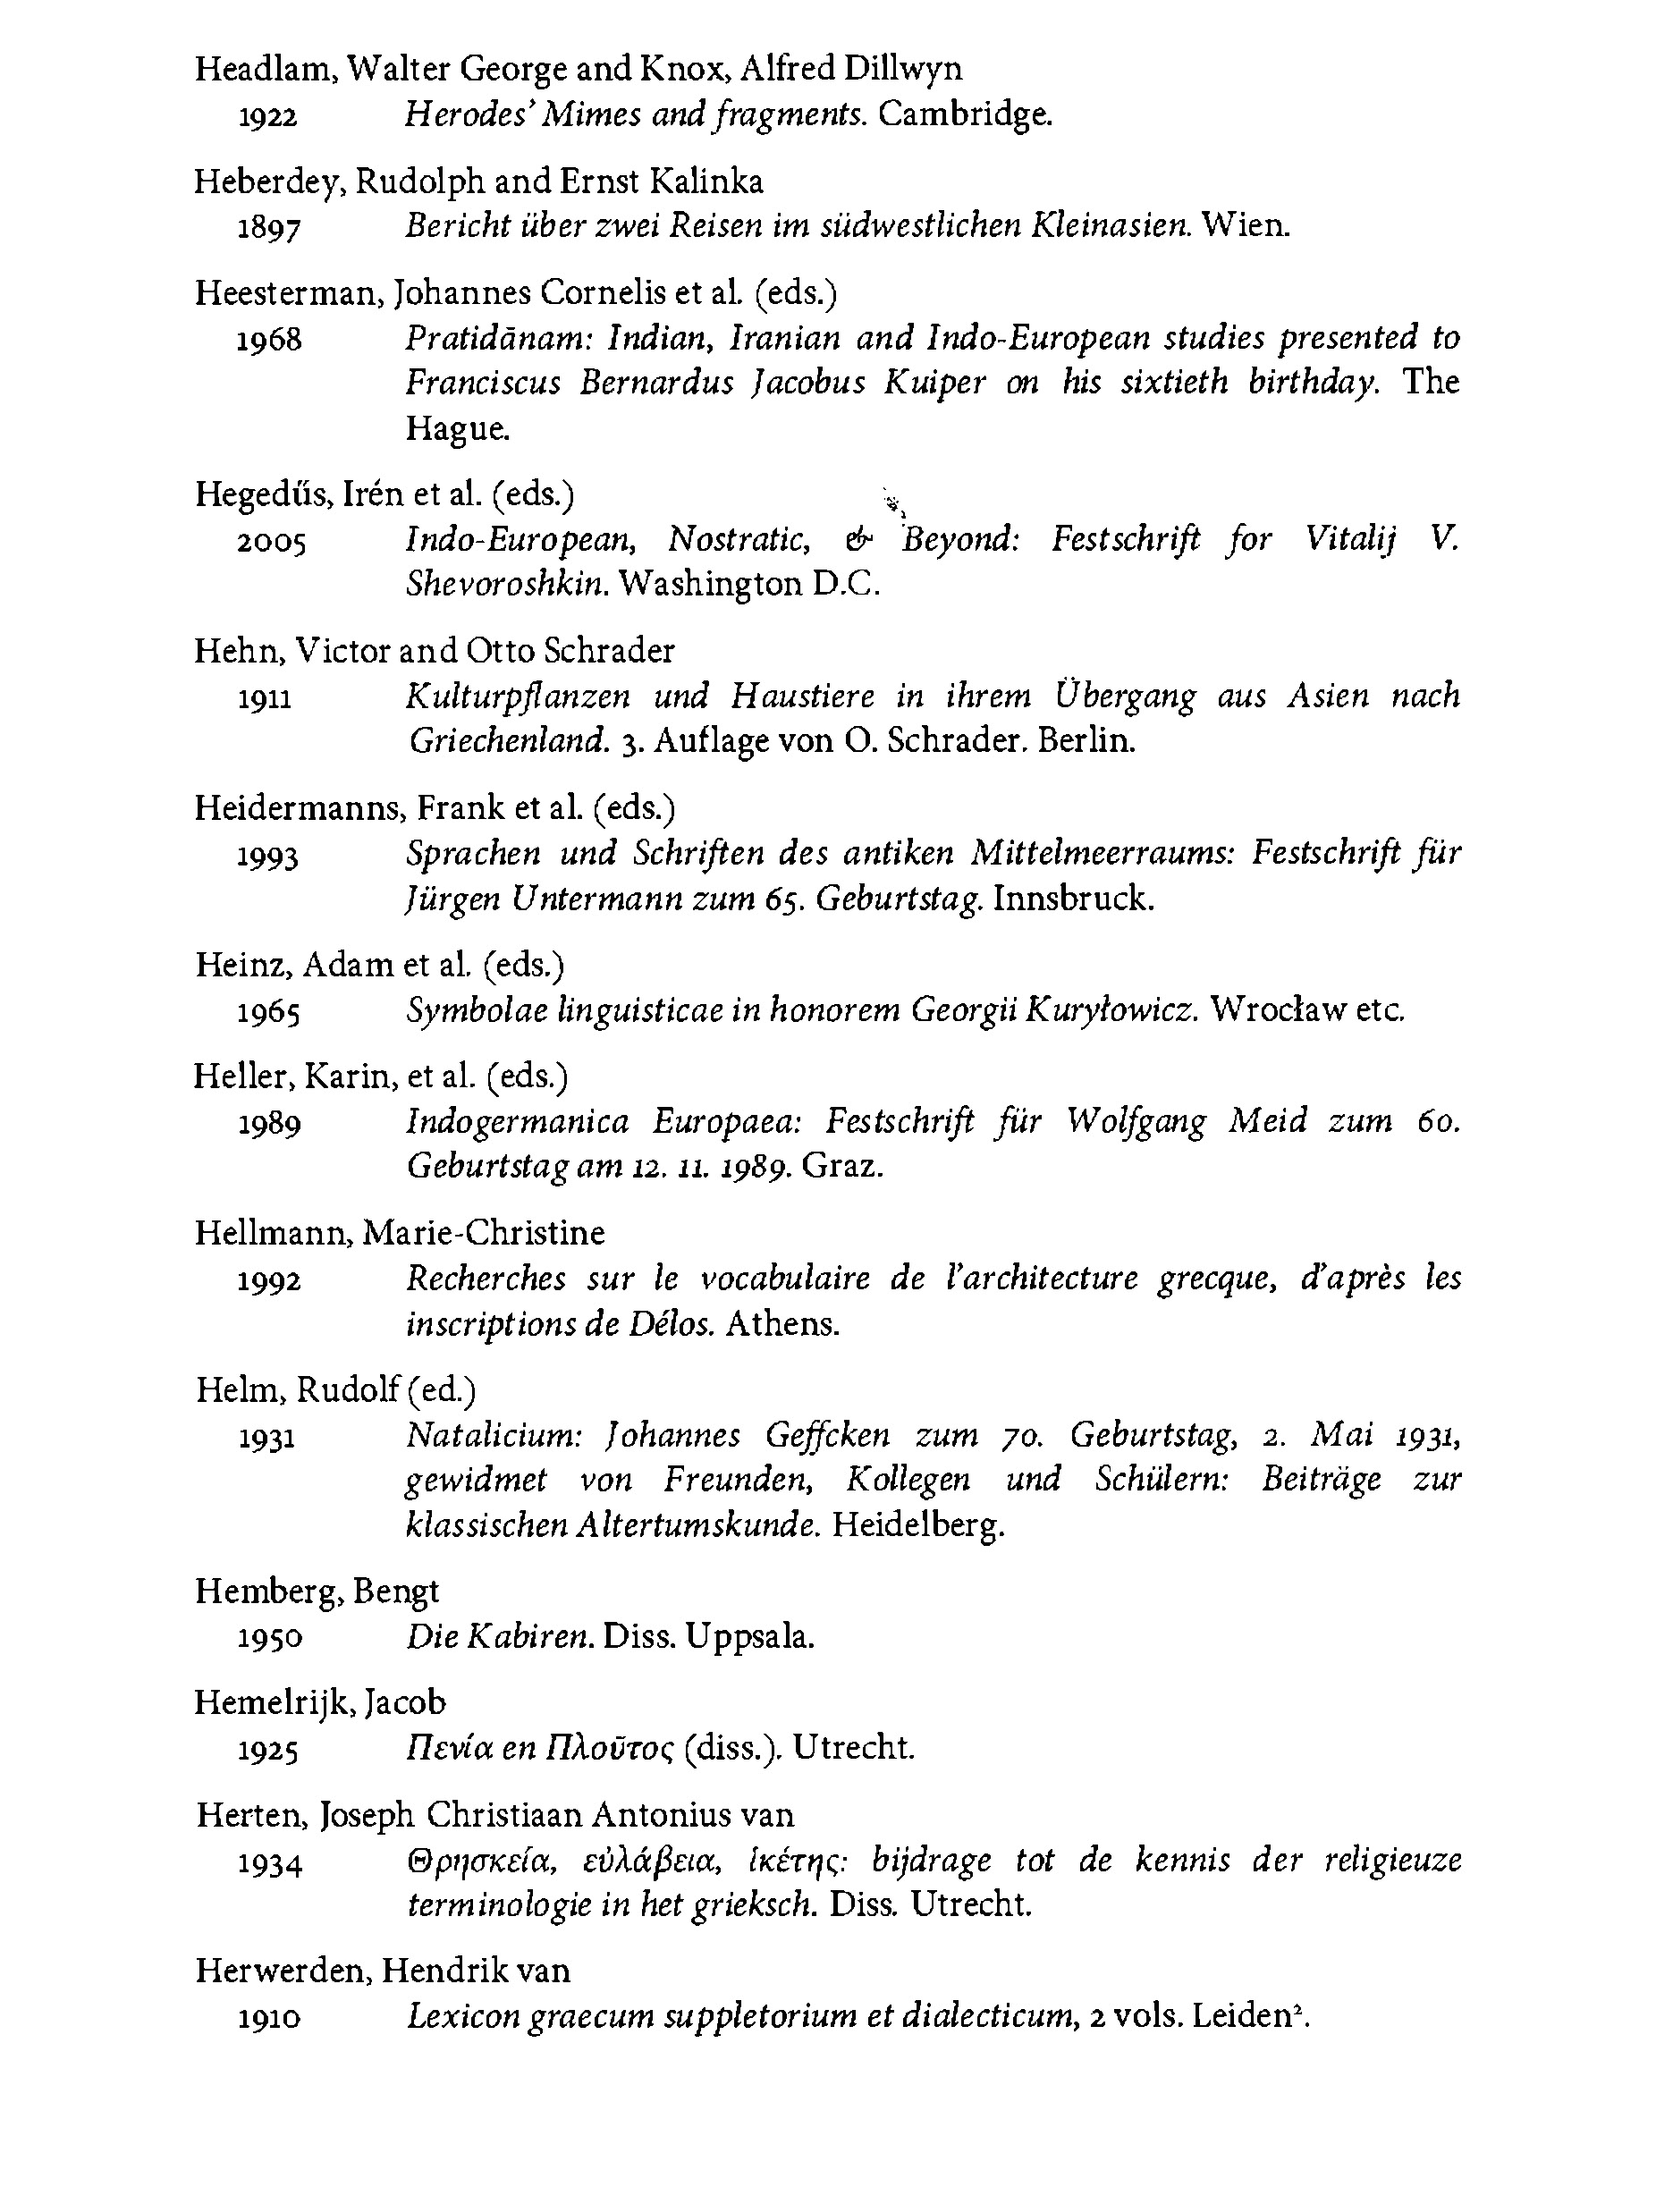 Headlam, Walter George and Knox, Alfred Dillwyn
1922 Herodes' Mimes and fragments. Cambridge.
Heberdey, Rudolph and Ernst Kalinka
1897 Bericht über zwei Reisen im südwestlichen Kleinasien. Wien.
Heesterman, Johannes Cornelis et al. (eds.)
1968 Pratidānam: Indian, Iranian and Indo-European studies presented to
Franciscus Bernardus Jacobus Kuiper on his sixtieth birthday. The
Hague.
Hegedűs, Irén et al. (eds.)
2005 Indo-European, Nostratic, & Beyond: Festschrift for Vitalij V.
Shevoroshkin. Washington D.C.
Hehn, Victor and Otto Schrader
1911 Kulturpflanzen und Haustiere in ihrem Übergang aus Asien nach
Griechenland. 3. Auflage von O. Schrader. Berlin.
Heidermanns, Frank et al. (eds.)
1993 Sprachen und Schriften des antiken Mittelmeerraums: Festschrift für
Jürgen Untermann zum 65. Geburtstag. Innsbruck.
Heinz, Adam et al. (eds.)
1965 Symbolae linguisticae in honorem Georgii Kuryłowicz. Wrocław etc.
Heller, Karin, et al. (eds.)
1989 Indogermanica Europaea: Festschrift für Wolfgang Meid zum 60.
Geburtstag am 12. 11. 1989. Graz.
Hellmann, Marie-Christine
1992 Recherches sur le vocabulaire de l'architecture grecque, d'après les
inscriptions de Délos. Athens.
Helm, Rudolf (ed.)
1931 Natalicium: Johannes Geffcken zum 70. Geburtstag, 2. Mai 1931,
gewidmet von Freunden, Kollegen und Schülern: Beiträge zur
klassischen Altertumskunde. Heidelberg.
Hemberg, Bengt
1950 Die Kabiren. Diss. Uppsala.
Hemelrijk, Jacob
1925 Πενία en Πλοῦτος (diss.). Utrecht.
Herten, Joseph Christiaan Antonius van
1934 Θρησκεία, εὐλάβεια, ἱκέτης: bijdrage tot de kennis der religieuze
terminologie in het grieksch. Diss. Utrecht.
Herwerden, Hendrik van
1910 Lexicon graecum suppletorium et dialecticum, 2 vols. Leiden².